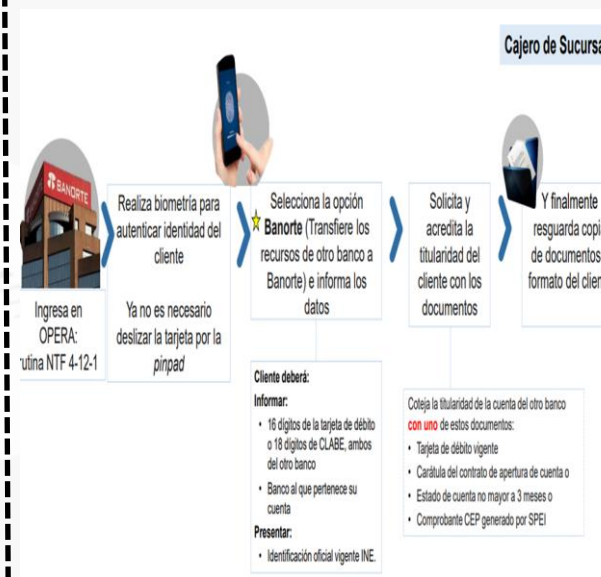 Cajero de Sucursa
BANORTE
Ingresa en
OPERA:
rutina NTF 4-12-1
Realiza biometría para
autenticar identidad del
cliente
Ya no es necesario
deslizar la tarjeta por la
pinpad
Selecciona la opción
Banorte (Transfiere los
recursos de otro banco a
Banorte) e informa los
datos
Cliente deberá:
Informar:
• 16 dígitos de la tarjeta de débito
o 18 dígitos de CLABE, ambos
del otro banco
• Banco al que pertenece su
cuenta
Presentar:
• Identificación oficial vigente INE.
Solicita y
acredita la
titularidad del
cliente con los
documentos
Coteja la titularidad de la cuenta del otro banco
con uno de estos documentos:
• Tarjeta de débito vigente
• Carátula del contrato de apertura de cuenta o
• Estado de cuenta no mayor a 3 meses o
• Comprobante CEP generado por SPEI
Y finalmente
resguarda copi
de documentos
formato del clien